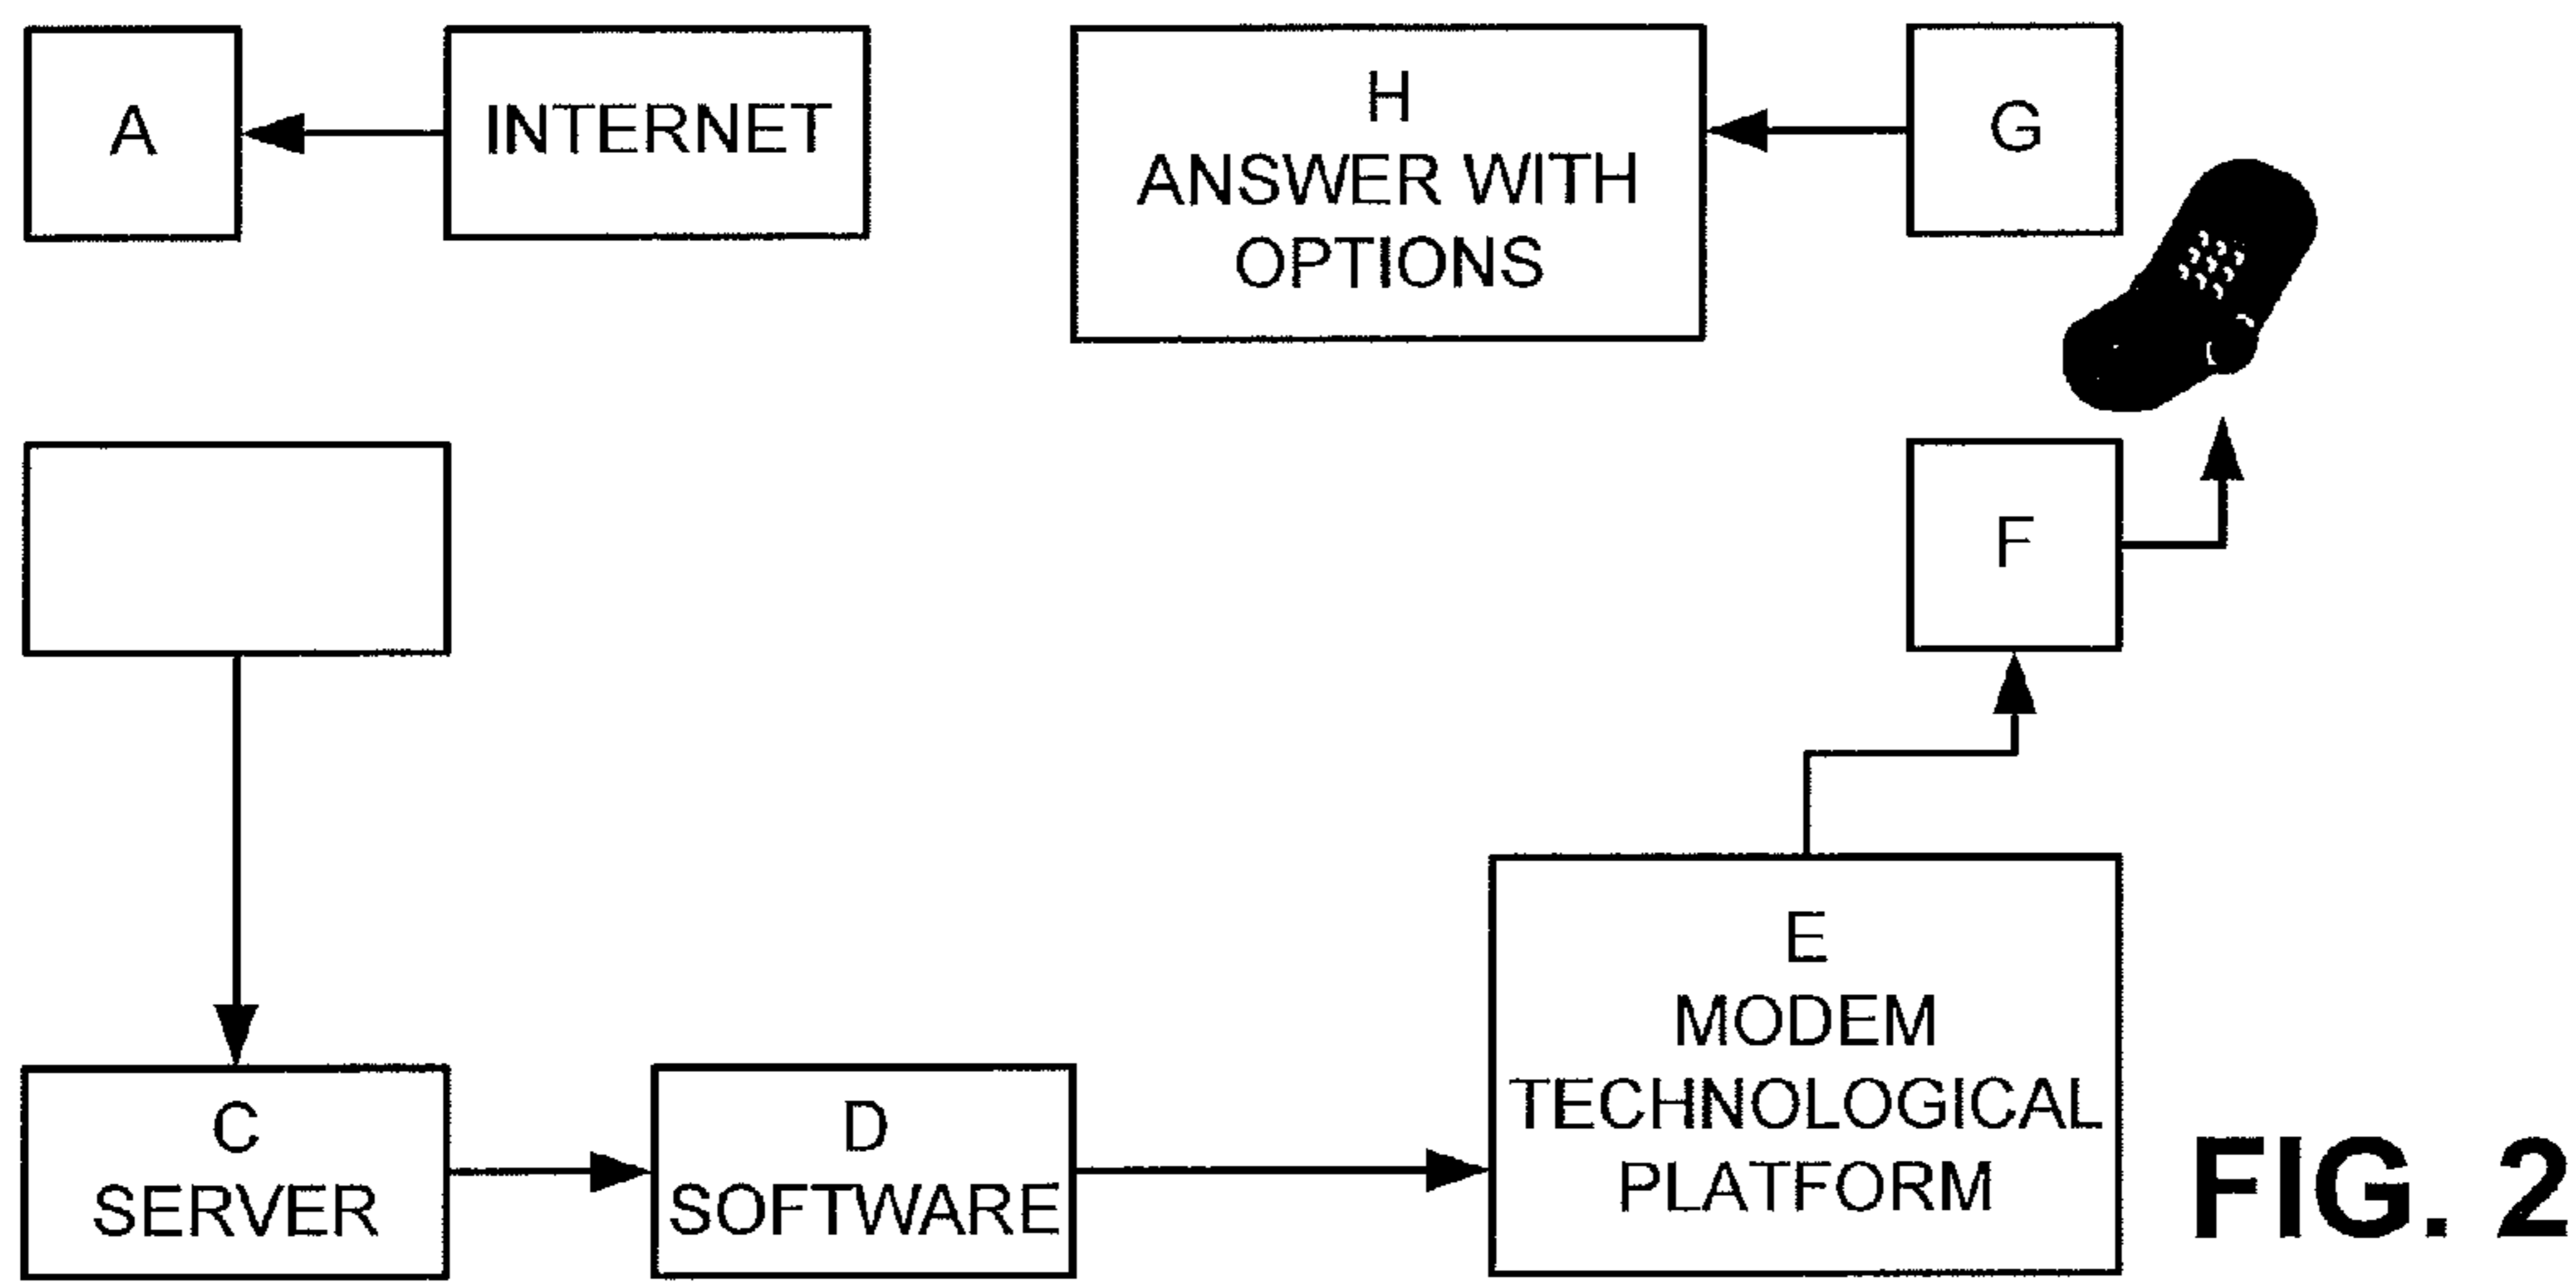 A
INTERNET
H
ANSWER WITH
OPTIONS
G
F
C
SERVER
D
SOFTWARE
E
MODEM
TECHNOLOGICAL
PLATFORM
FIG. 2